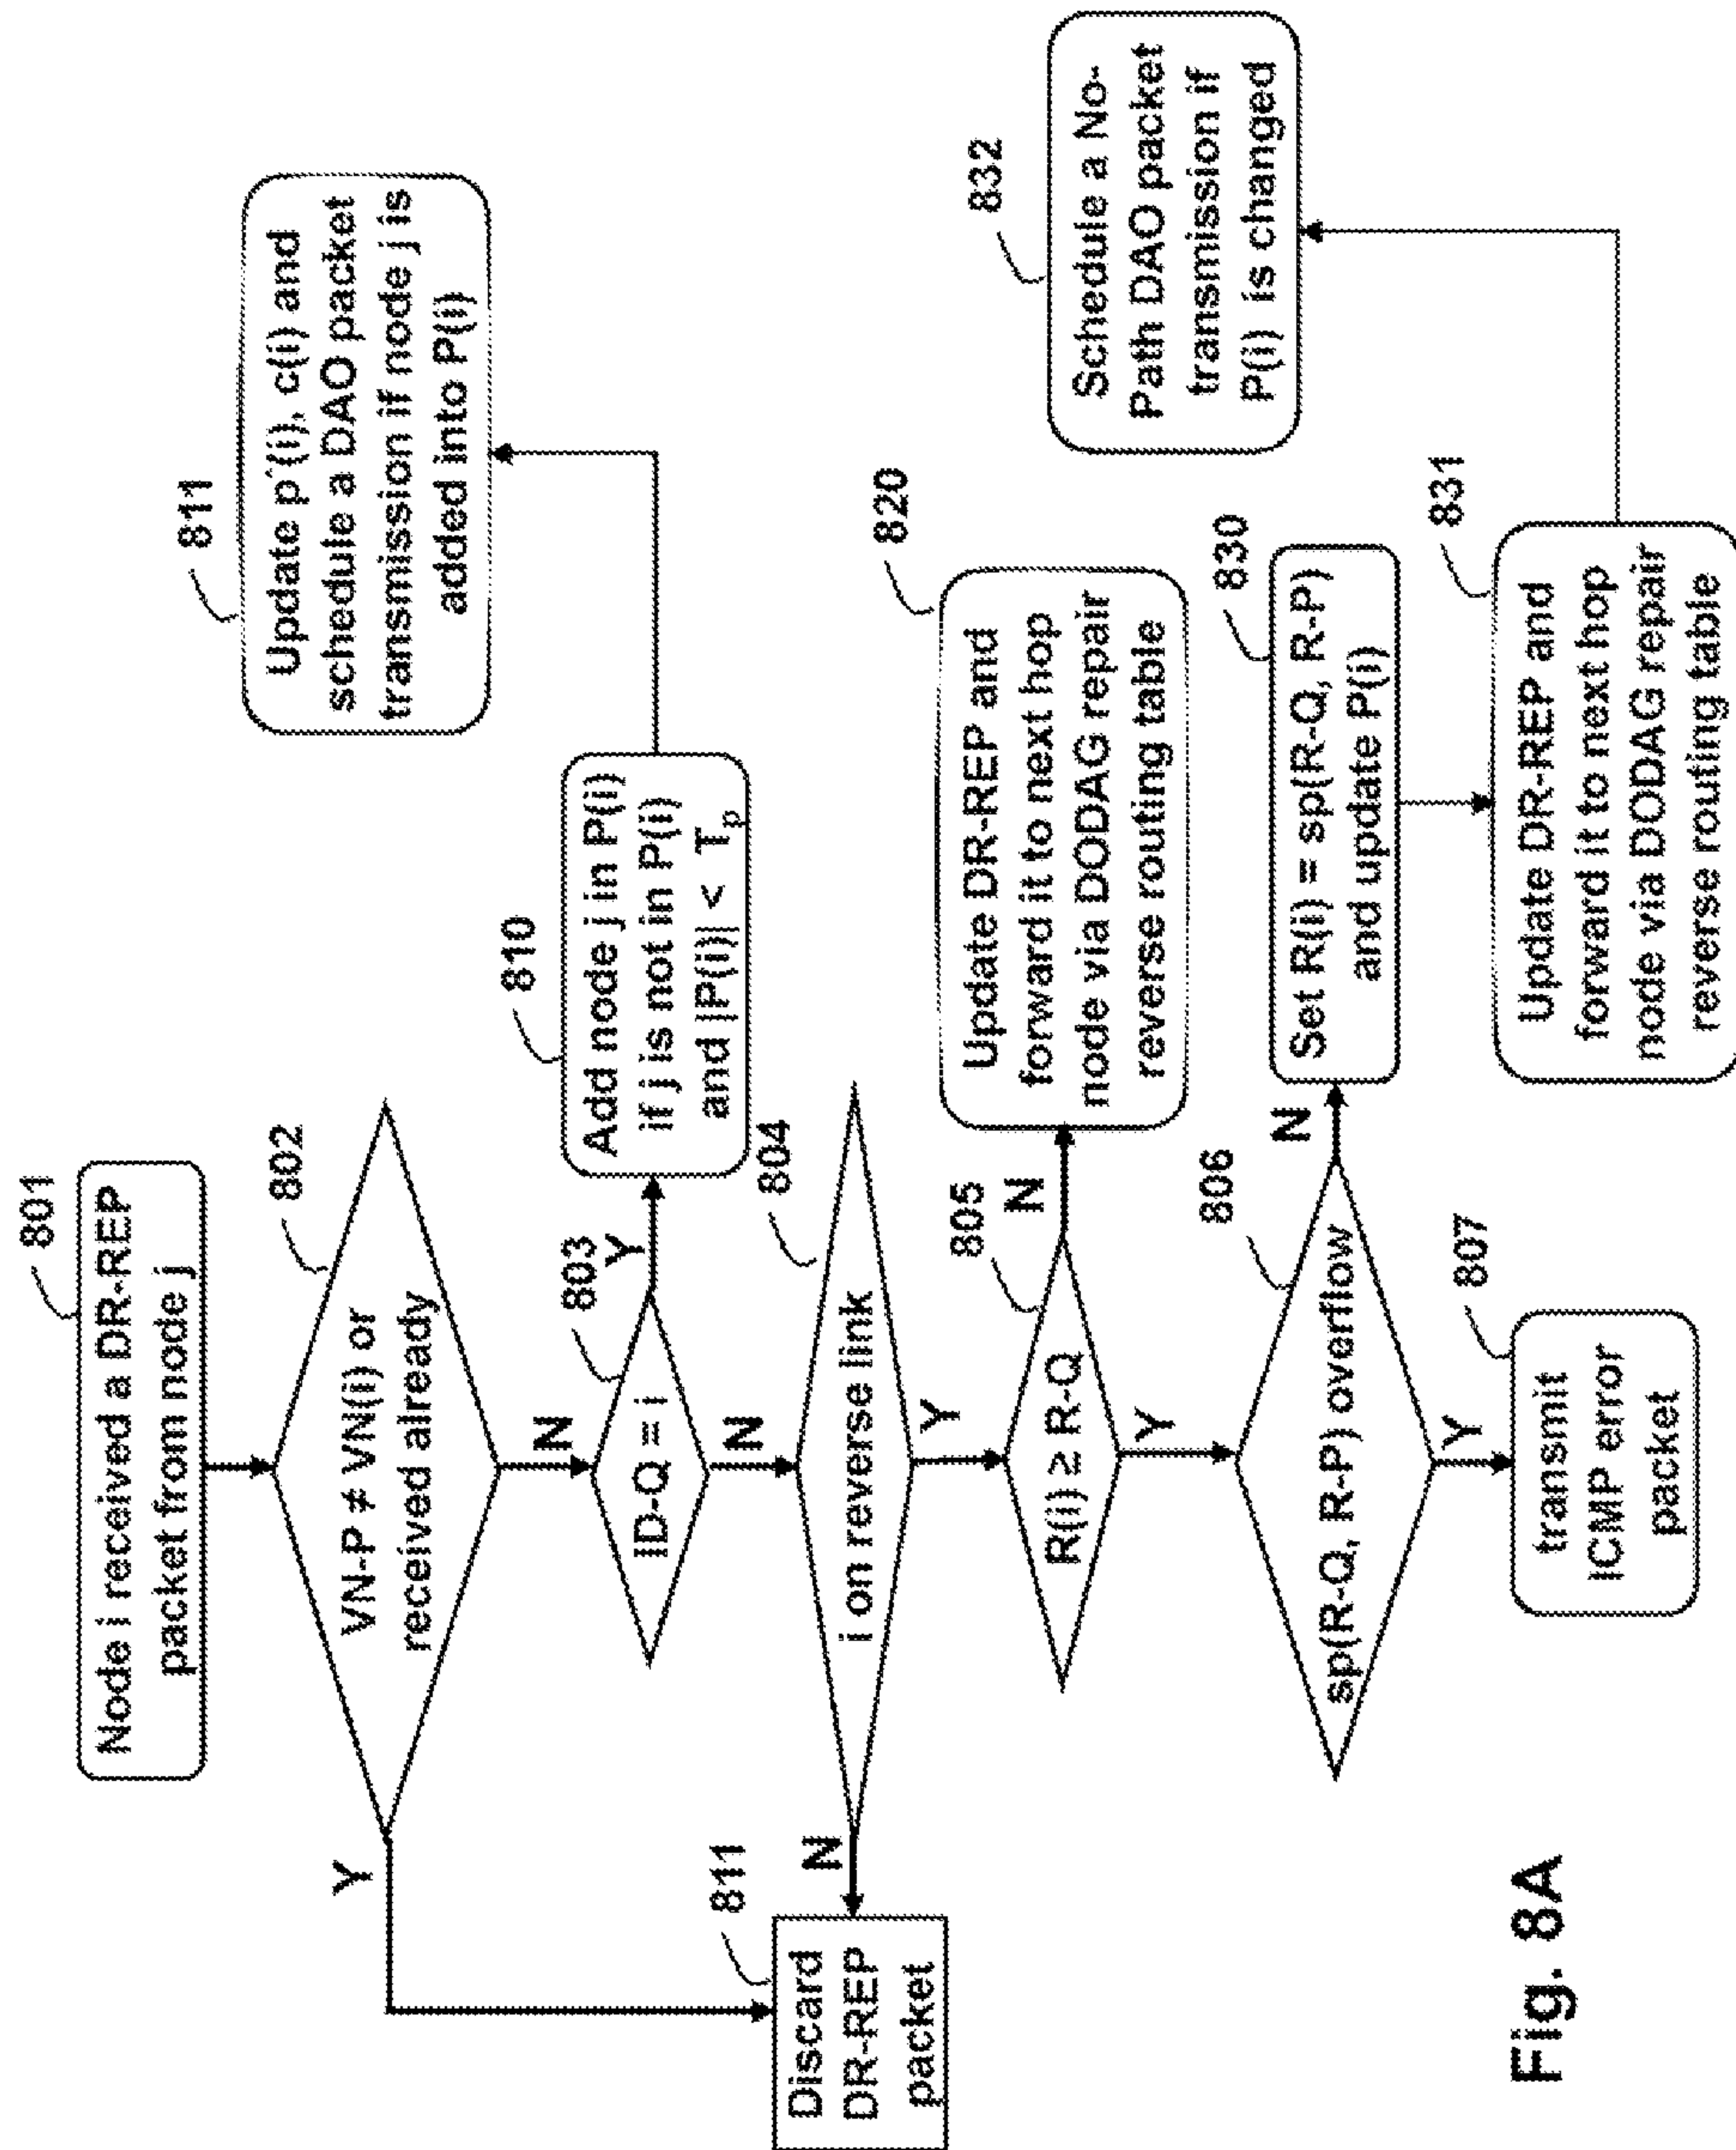 801
Node i received a DR-REP
packet from node j
802
VN-P ≠ VN(i) or
received already
Y
N
803
ID-Q = i
Y
N
810
Add node j in P(i)
if j is not in P(i)
and |P(i)| < Tp
811
Update p*(i), c(i) and
schedule a DAO packet
transmission if node j is
added into P(i)
804
i on reverse link
N
Y
811
Discard
DR-REP
packet
805
R(i) ≥ R-Q
N
Y
820
Update DR-REP and
forward it to next hop
node via DODAG repair
reverse routing table
806
sp(R-Q, R-P) overflow
N
Y
830
Set R(i) = sp(R-Q, R-P)
and update P(i)
831
Update DR-REP and
forward it to next hop
node via DODAG repair
reverse routing table
832
Schedule a No-
Path DAO packet
transmission if
P(i) is changed
807
transmit
ICMP error
packet
Fig. 8A